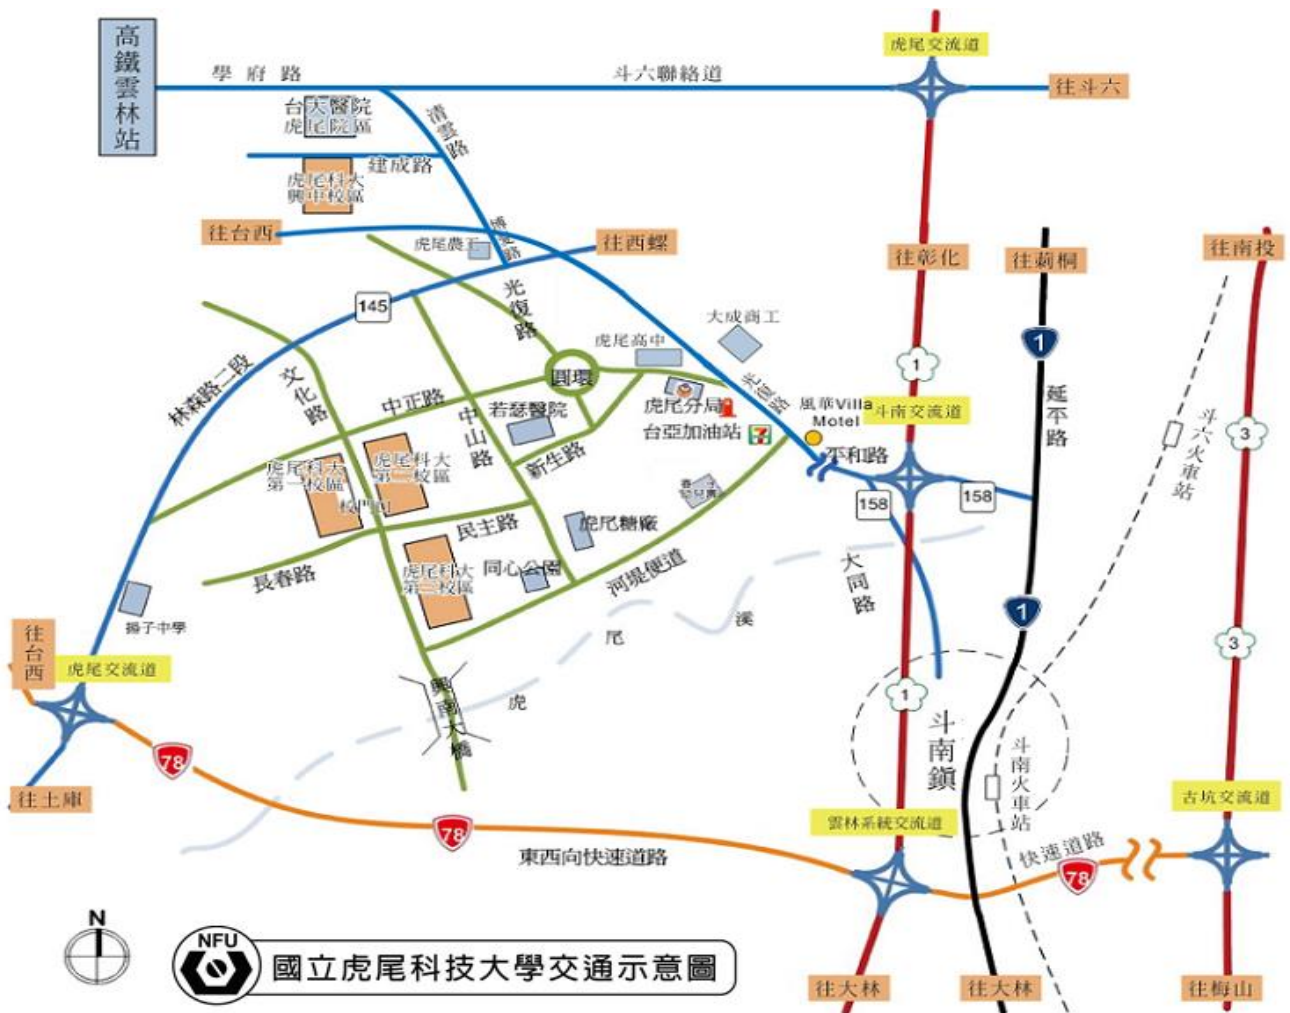 高鐵雲林站
學府路
斗六聯絡道
虎尾交流道
往斗六
台大醫院
虎尾院區
清雲路
建成路
虎尾科大
興中校區
往台西
虎尾農工
博愛路
往西螺
往彰化
往莿桐
往南投
145
光復路
大成商工
虎尾高中
1
1
林森路二段
文化路
中正路
圓環
中山路
若瑟醫院
虎尾分局
光復路
風華Villa
Motel
斗南交流道
延平路
斗六火車站
3
台亞加油站
平和路
新生路
虎尾科大
第一校區
虎尾科大
第二校區
校門口
158
158
民主路
虎尾糖廠
河堤便道
大同路
長春路
虎尾科大
第三校區
同心公園
揚子中學
1
3
往台西
虎尾交流道
虎尾溪
興南大橋
1
斗南鎮
斗南火車站
78
往土庫
78
東西向快速道路
雲林系統交流道
快速道路
78
古坑交流道
N
NFU
國立虎尾科技大學交通示意圖
往大林
往大林
往梅山